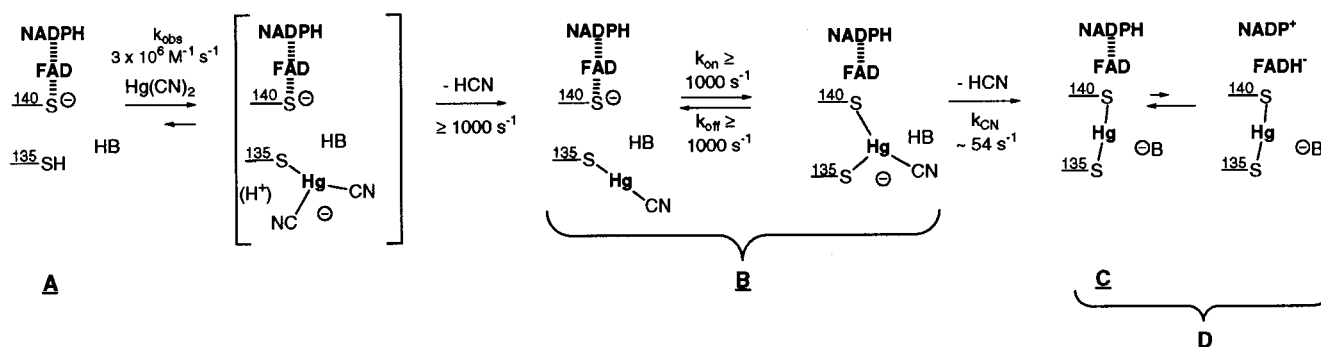 NADPH
FAD
140 S ⊖
135 SH
HB
A
k_obs
3 x 10^6 M^-1 s^-1
Hg(CN)_2
NADPH
FAD
140 S ⊖
135 S
HB
(H^+)
Hg
CN
NC
⊖
- HCN
≥ 1000 s^-1
NADPH
FAD
140 S ⊖
135 S
HB
Hg
CN
k_on ≥
1000 s^-1
k_off ≥
1000 s^-1
NADPH
FAD
140 S
Hg
HB
135 S
⊖
CN
B
- HCN
k_CN
~ 54 s^-1
NADPH
FAD
140 S
Hg
⊖B
135 S
C
NADP^+
FADH^-
140 S
Hg
⊖B
135 S
D